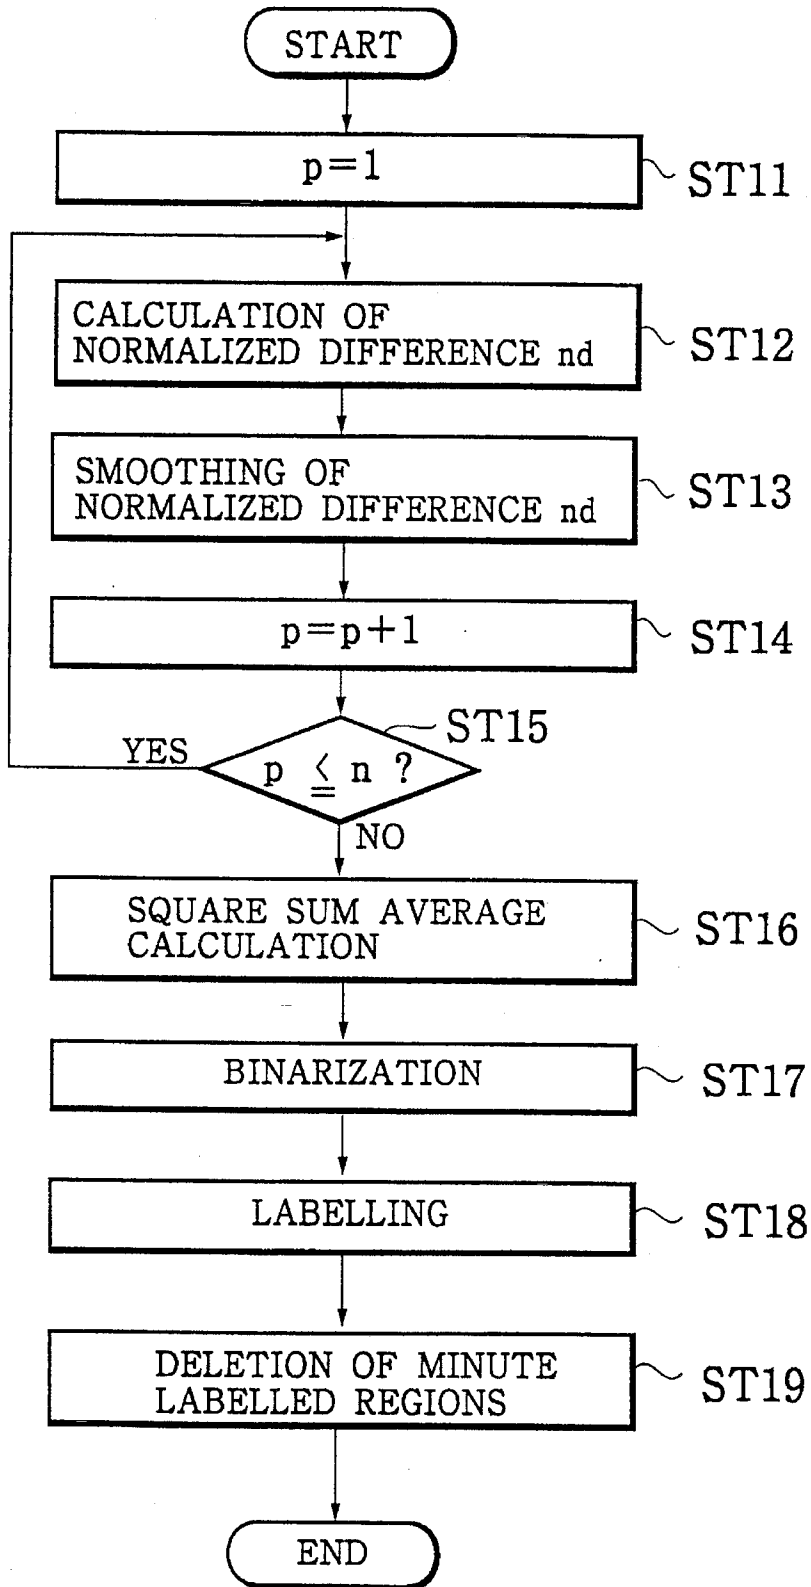 START
p=1
ST11
CALCULATION OF
NORMALIZED DIFFERENCE nd
ST12
SMOOTHING OF
NORMALIZED DIFFERENCE nd
ST13
p=p+1
ST14
ST15
YES
p ≦ n ?
NO
SQUARE SUM AVERAGE
CALCULATION
ST16
BINARIZATION
ST17
LABELLING
ST18
DELETION OF MINUTE
LABELLED REGIONS
ST19
END